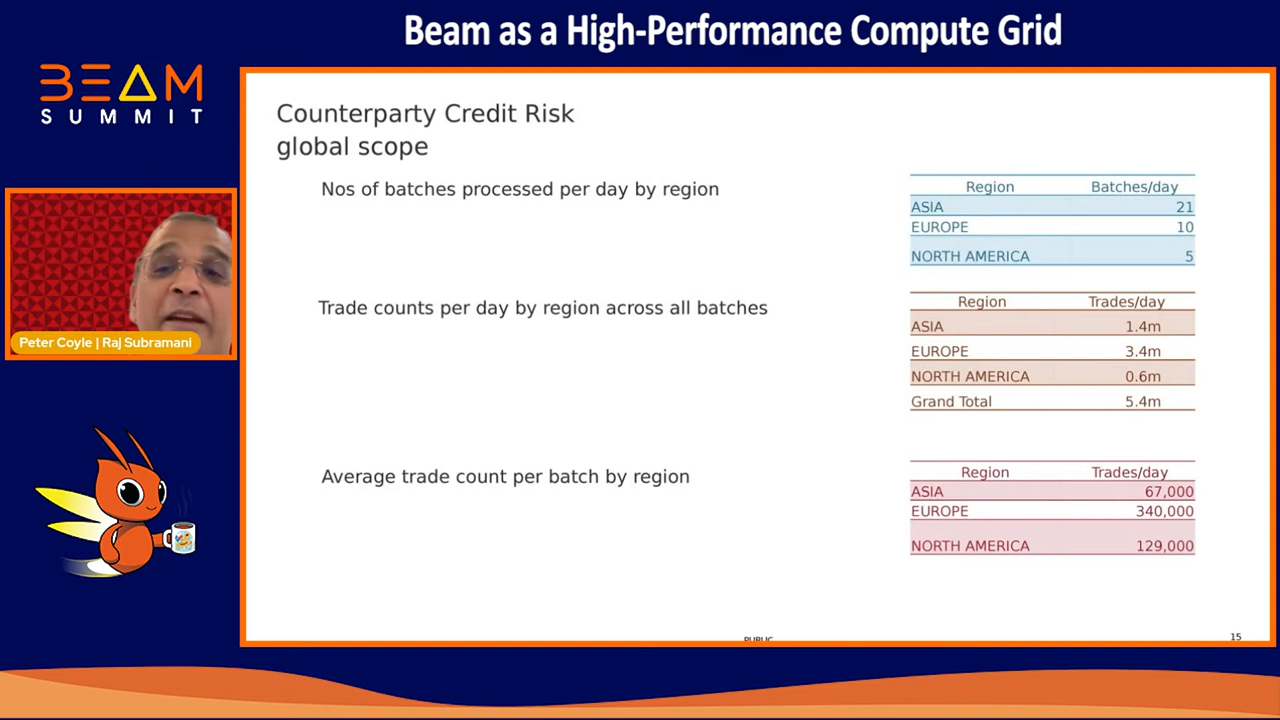 Beam as a High-Performance Compute Grid
BEAM
SUMMIT
Peter Coyle | Raj Subramani
Counterparty Credit Risk
global scope
Nos of batches processed per day by region
Region Batches/day
ASIA 21
EUROPE 10
NORTH AMERICA 5
Trade counts per day by region across all batches
Region Trades/day
ASIA 1.4m
EUROPE 3.4m
NORTH AMERICA 0.6m
Grand Total 5.4m
Average trade count per batch by region
Region Trades/day
ASIA 67,000
EUROPE 340,000
NORTH AMERICA 129,000
PUBLIC
15